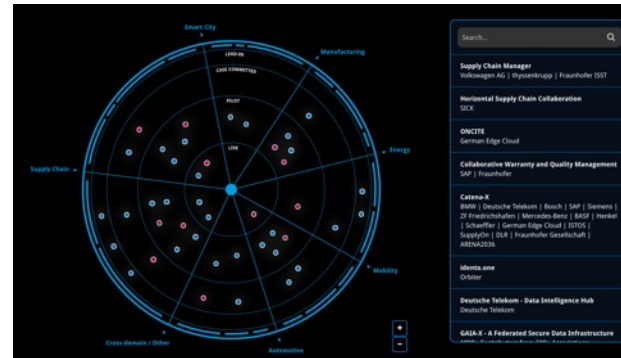 Smart City
Manufacturing
LEAD-IN
CASE COMMITTED
PILOT
LIVE
Energy
Supply Chain
Mobility
Cross-domain / Other
Automotive
+
−
Search...
Supply Chain Manager
Volkswagen AG | thyssenkrupp | Fraunhofer ISST
Horizontal Supply Chain Collaboration
SICK
ONCITE
German Edge Cloud
Collaborative Warranty and Quality Management
SAP | Fraunhofer
Catena-X
BMW | Deutsche Telekom | Bosch | SAP | Siemens |
ZF Friedrichshafen | Mercedes-Benz | BASF | Henkel
| Schaeffler | German Edge Cloud | ISTOS |
SupplyOn | DLR | Fraunhofer Gesellschaft |
ARENA2036
idento.one
Orbiter
Deutsche Telekom - Data Intelligence Hub
Deutsche Telekom
GAIA-X - A Federated Secure Data Infrastructure